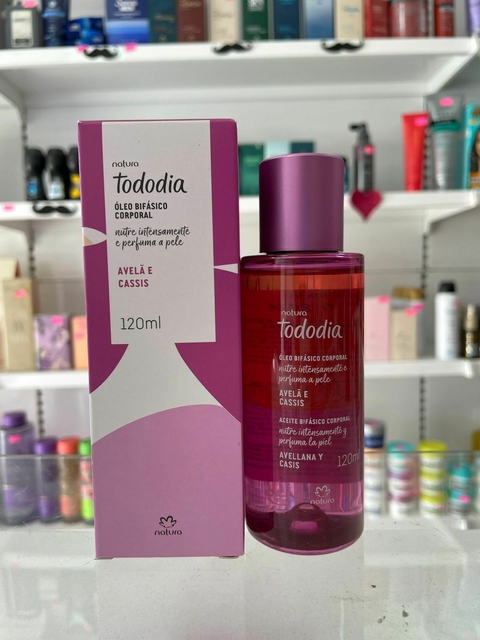 natura
tododia
ÓLEO BIFÁSICO
CORPORAL
nutre intensamente
e perfuma a pele
AVELÃ E
CASSIS
120ml
natura
natura
tododia
ÓLEO BIFÁSICO CORPORAL
nutre intensamente e
perfuma a pele
AVELÃ E
CASSIS
ACEITE BIFÁSICO CORPORAL
nutre intensamente y
perfuma la piel
AVELLANA Y
CASIS
120ml
natura